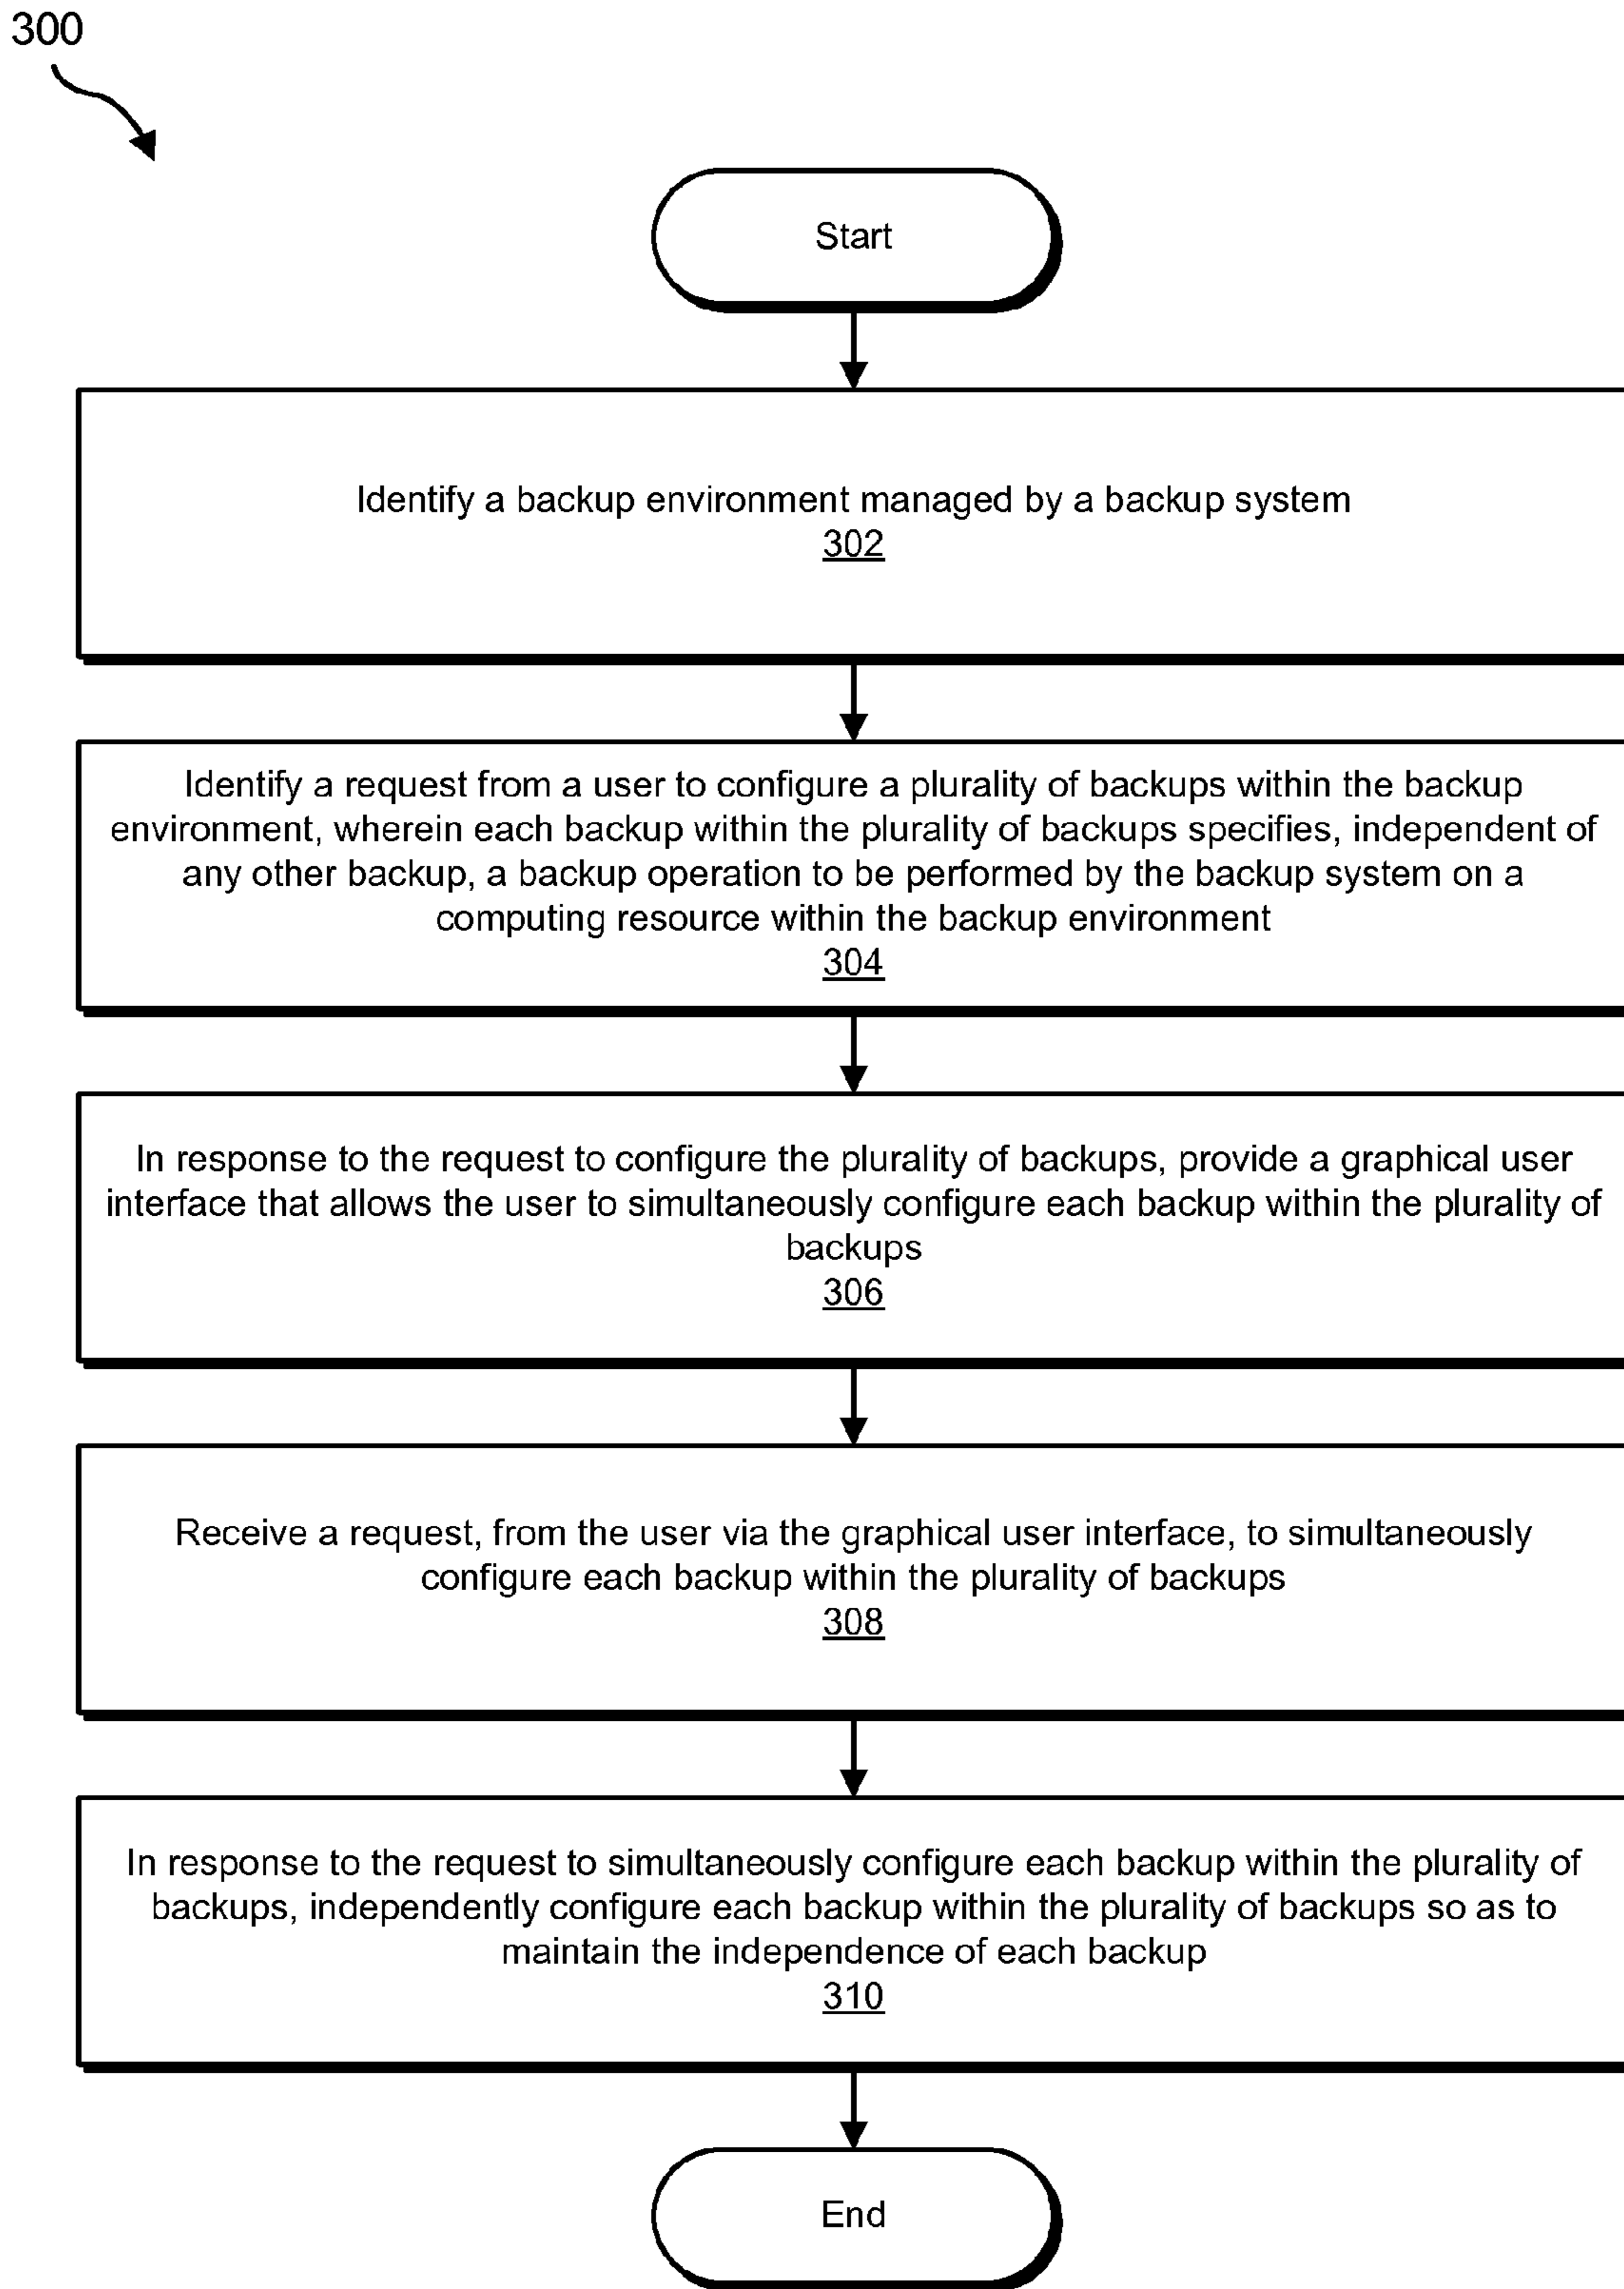 300
Start
Identify a backup environment managed by a backup system
302
Identify a request from a user to configure a plurality of backups within the backup
environment, wherein each backup within the plurality of backups specifies, independent of
any other backup, a backup operation to be performed by the backup system on a
computing resource within the backup environment
304
In response to the request to configure the plurality of backups, provide a graphical user
interface that allows the user to simultaneously configure each backup within the plurality of
backups
306
Receive a request, from the user via the graphical user interface, to simultaneously
configure each backup within the plurality of backups
308
In response to the request to simultaneously configure each backup within the plurality of
backups, independently configure each backup within the plurality of backups so as to
maintain the independence of each backup
310
End